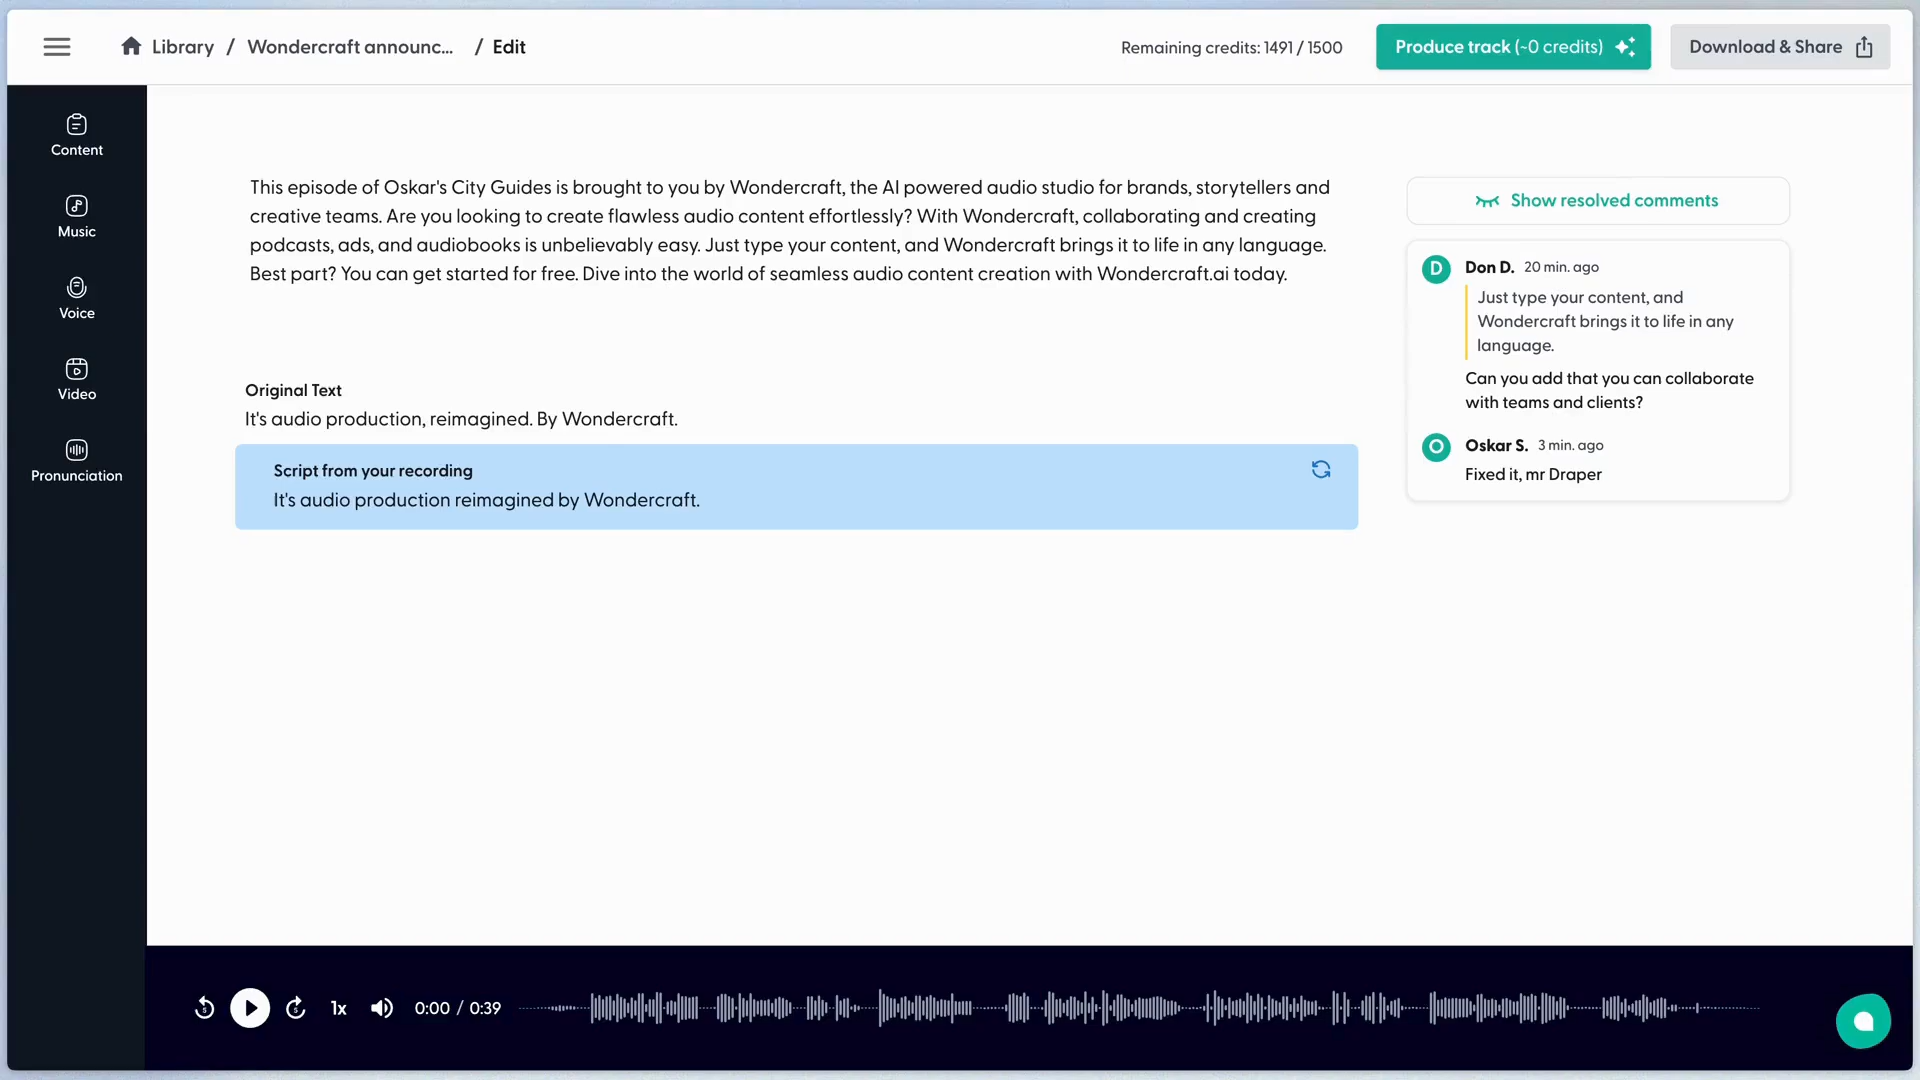 Library / Wondercraft announc... / Edit
Remaining credits: 1491 / 1500
Produce track (~0 credits)
Download & Share
Content
Music
Voice
Video
Pronunciation
This episode of Oskar's City Guides is brought to you by Wondercraft, the AI powered audio studio for brands, storytellers and
creative teams. Are you looking to create flawless audio content effortlessly? With Wondercraft, collaborating and creating
podcasts, ads, and audiobooks is unbelievably easy. Just type your content, and Wondercraft brings it to life in any language.
Best part? You can get started for free. Dive into the world of seamless audio content creation with Wondercraft.ai today.
Original Text
It's audio production, reimagined. By Wondercraft.
Script from your recording
It's audio production reimagined by Wondercraft.
Show resolved comments
D
Don D. 20 min. ago
Just type your content, and
Wondercraft brings it to life in any
language.
Can you add that you can collaborate
with teams and clients?
O
Oskar S. 3 min. ago
Fixed it, mr Draper
5
5
1x
0:00 / 0:39